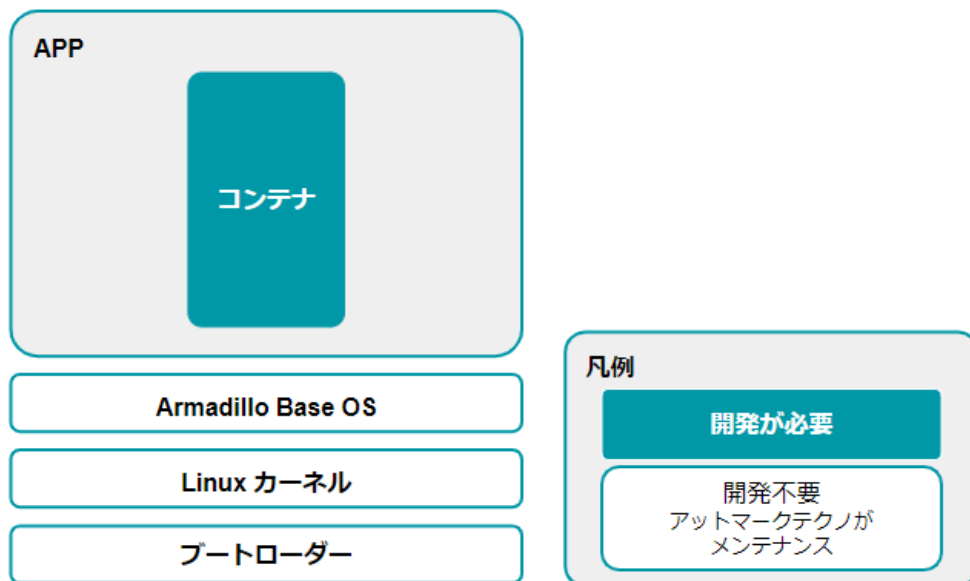 APP
コンテナ
Armadillo Base OS
Linux カーネル
ブートローダー
凡例
開発が必要
開発不要
アットマークテクノが
メンテナンス